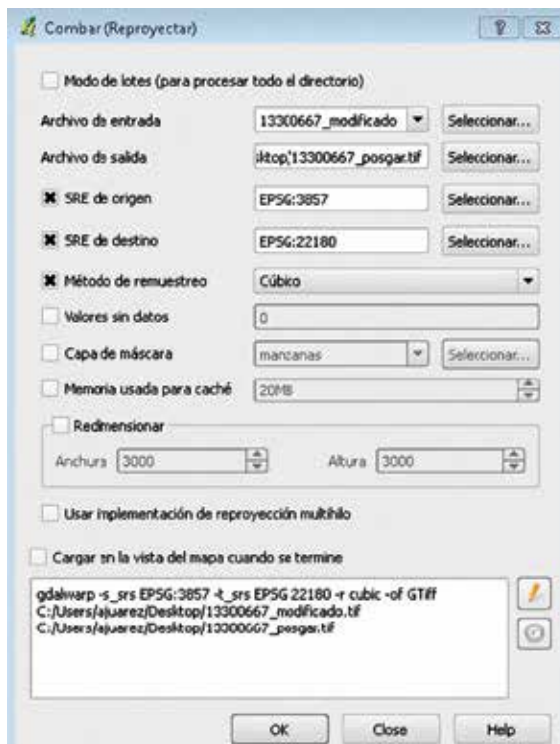 Combar (Reproyectar)
Modo de lotes (para procesar todo el directorio)
Archivo de entrada 13300667_modificado Seleccionar...
Archivo de salida ktop/13300667_posgar.tif Seleccionar...
SRE de origen EPSG:3857 Seleccionar...
SRE de destino EPSG:22180 Seleccionar...
Método de remuestreo Cúbico
Valores sin datos 0
Capa de máscara manzanas Seleccionar...
Memoria usada para caché 20MB
Redimensionar
Anchura 3000 Altura 3000
Usar implementación de reproyección multihilo
Cargar en la vista del mapa cuando se termine
gdalwarp -s_srs EPSG:3857 -t_srs EPSG:22180 -r cubic -of GTiff
C:/Users/ajuarez/Desktop/13300667_modificado.tif
C:/Users/ajuarez/Desktop/13300667_posgar.tif
OK Close Help